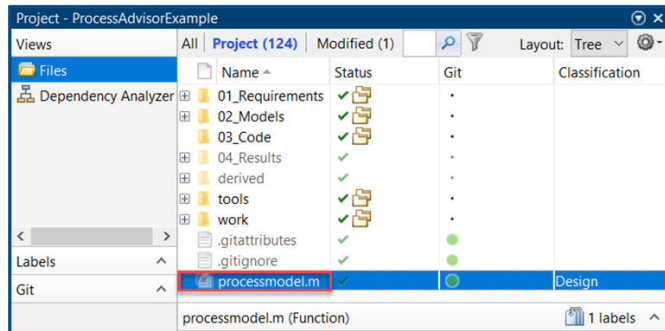 Project - ProcessAdvisorExample
Views
All Project (124) Modified (1) Layout: Tree
Files
Name Status Git Classification
Dependency Analyzer
01_Requirements
02_Models
03_Code
04_Results
derived
tools
work
.gitattributes
Labels
.gitignore
Git
processmodel.m Design
processmodel.m (Function) 1 labels